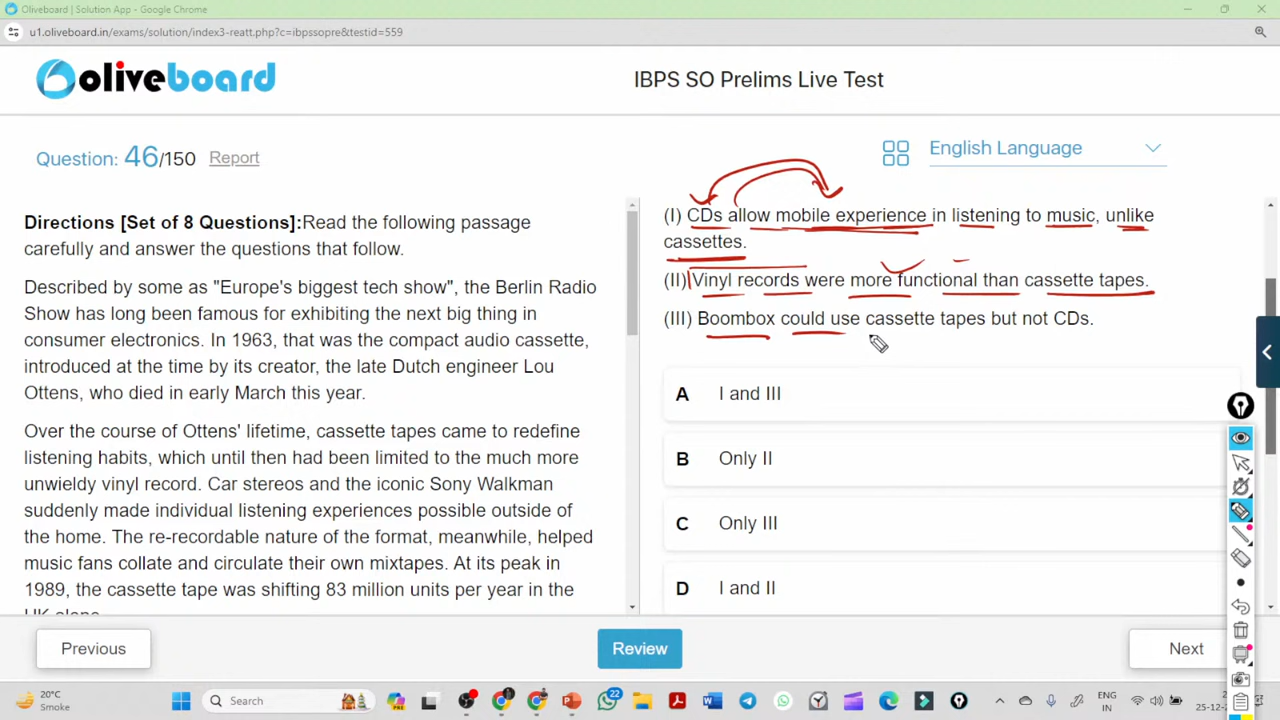 Oliveboard | Solution App - Google Chrome
u1.oliveboard.in/exams/solution/index3-reatt.php?c=ibpssopre&testid=559
oliveboard
IBPS SO Prelims Live Test
Question: 46/150 Report
English Language
Directions [Set of 8 Questions]:Read the following passage
carefully and answer the questions that follow.
Described by some as "Europe's biggest tech show", the Berlin Radio
Show has long been famous for exhibiting the next big thing in
consumer electronics. In 1963, that was the compact audio cassette,
introduced at the time by its creator, the late Dutch engineer Lou
Ottens, who died in early March this year.
Over the course of Ottens' lifetime, cassette tapes came to redefine
listening habits, which until then had been limited to the much more
unwieldy vinyl record. Car stereos and the iconic Sony Walkman
suddenly made individual listening experiences possible outside of
the home. The re-recordable nature of the format, meanwhile, helped
music fans collate and circulate their own mixtapes. At its peak in
1989, the cassette tape was shifting 83 million units per year in the
UK alone.
(I) CDs allow mobile experience in listening to music, unlike
cassettes.
(II) Vinyl records were more functional than cassette tapes.
(III) Boombox could use cassette tapes but not CDs.
A I and III
B Only II
C Only III
D I and II
Previous
Review
Next
20°C
Smoke
Search
22
ENG
IN
25-12-2